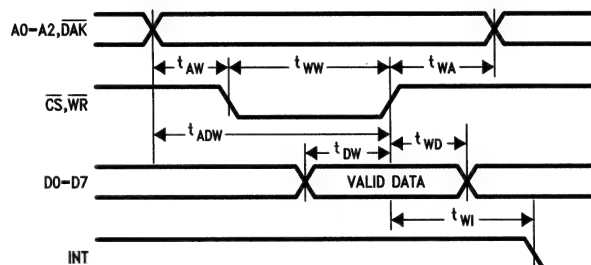 A0-A2,DAK
tAW tWW tWA
CS,WR
tADW
tDW tWD
D0-D7 VALID DATA
tWI
INT